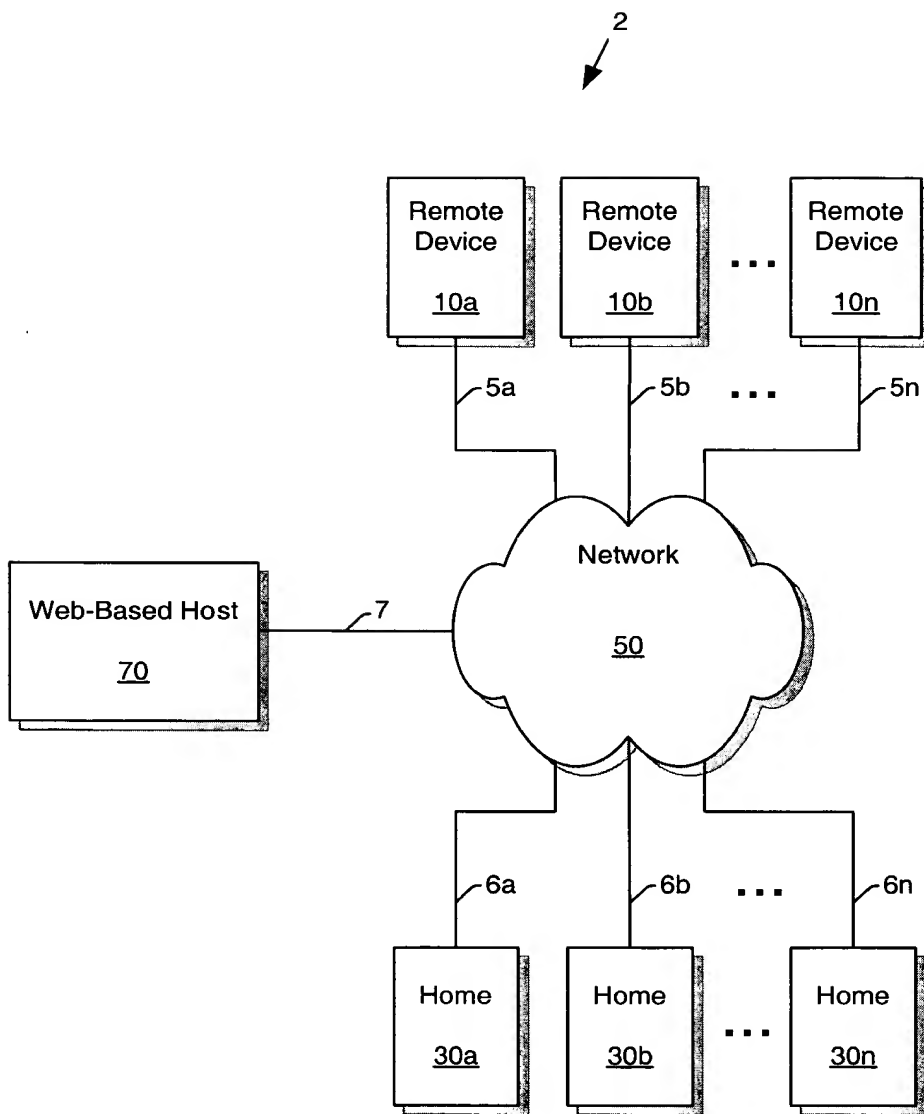 2
Remote Device 10a
Remote Device 10b
...
Remote Device 10n
5a
5b
...
5n
Network
50
Web-Based Host
70
7
6a
6b
...
6n
Home 30a
Home 30b
...
Home 30n